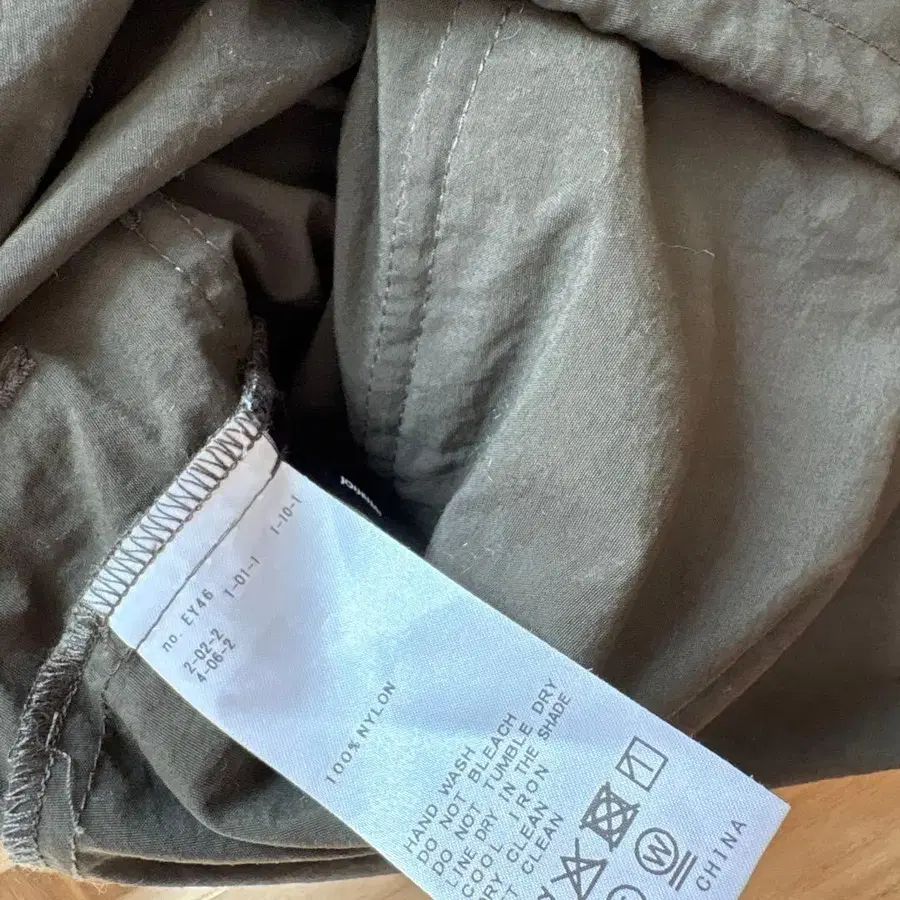 no. EY46
1-01-1
1-10-1
2-02-2
4-06-2
100% NYLON
HAND WASH
DO NOT BLEACH
DO NOT TUMBLE DRY
LINE DRY IN THE SHADE
COOL IRON
DRY CLEAN
CLEAN
W
CHINA